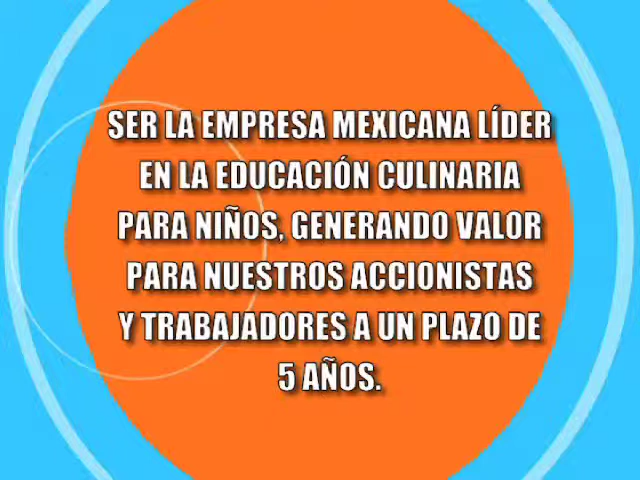 SER LA EMPRESA MEXICANA LÍDER
EN LA EDUCACIÓN CULINARIA
PARA NIÑOS, GENERANDO VALOR
PARA NUESTROS ACCIONISTAS
Y TRABAJADORES A UN PLAZO DE
5 AÑOS.